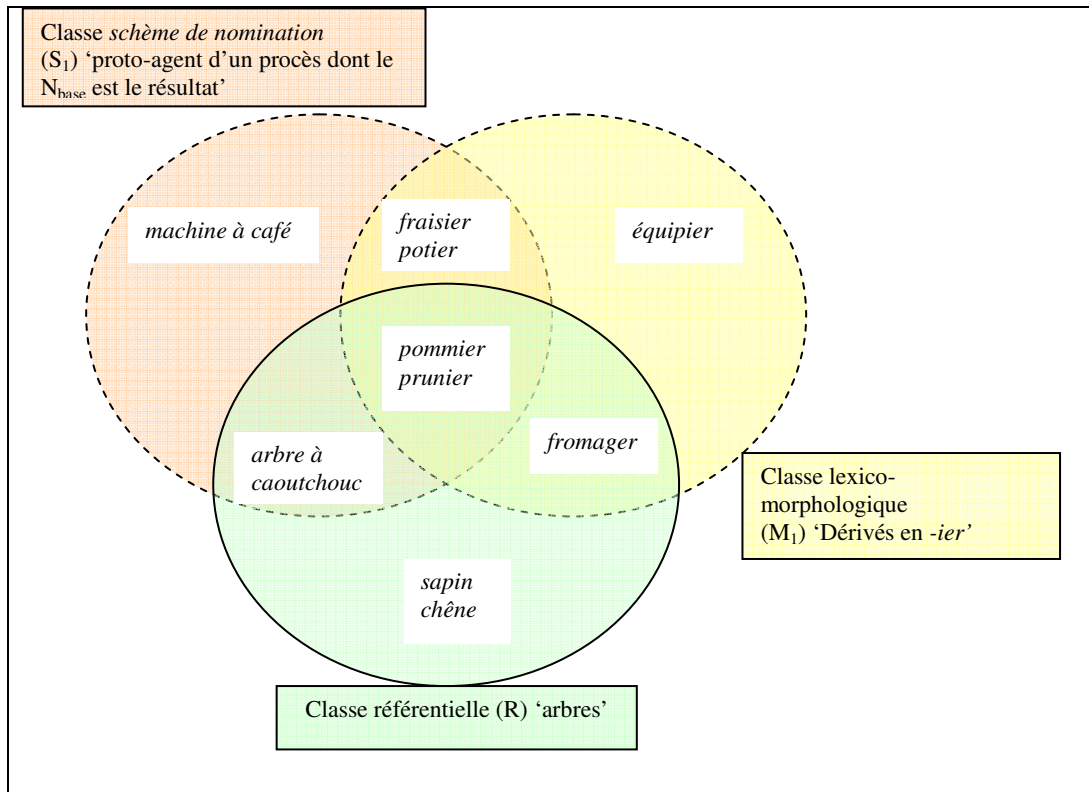 Classe schème de nomination
(S₁) ‘proto-agent d’un procès dont le
N_base est le résultat’
machine à café
fraisier
potier
équipier
pommier
prunier
arbre à
caoutchouc
fromager
Classe lexico-
morphologique
(M₁) ‘Dérivés en -ier’
sapin
chêne
Classe référentielle (R) ‘arbres’